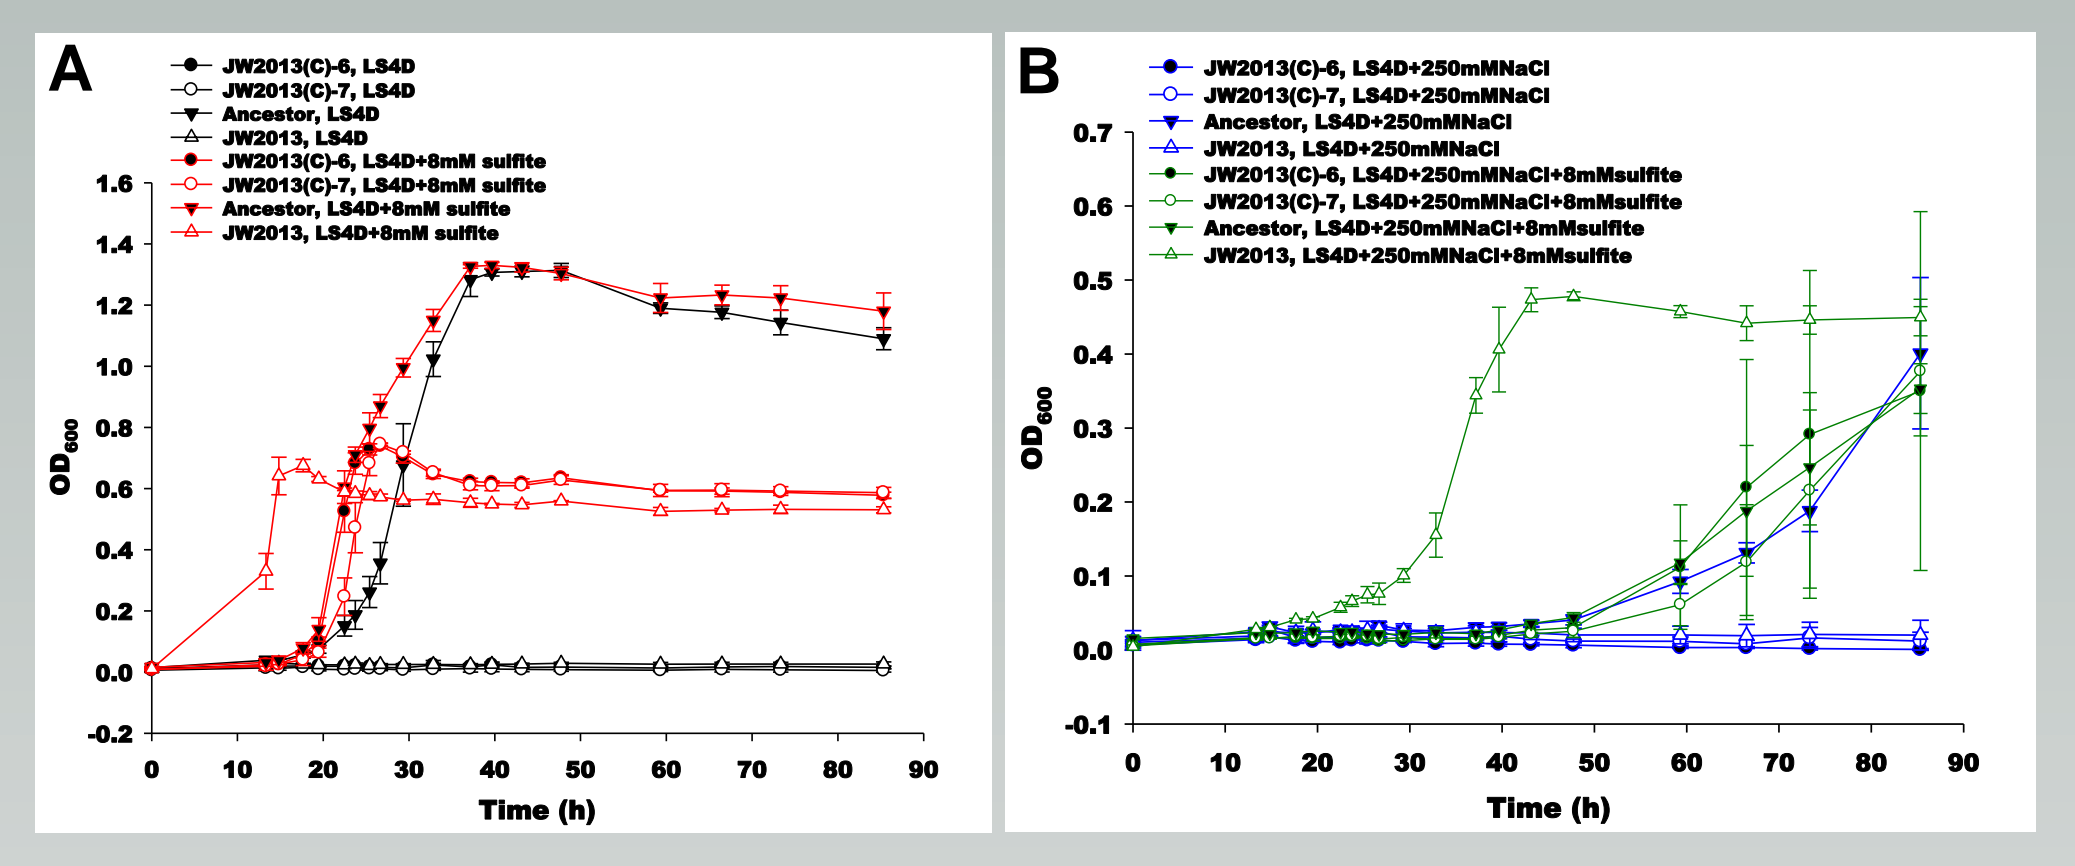 A
JW2013(C)-6, LS4D
JW2013(C)-7, LS4D
Ancestor, LS4D
JW2013, LS4D
JW2013(C)-6, LS4D+8mM sulfite
JW2013(C)-7, LS4D+8mM sulfite
Ancestor, LS4D+8mM sulfite
JW2013, LS4D+8mM sulfite
1.6
1.4
1.2
1.0
0.8
0.6
0.4
0.2
0.0
-0.2
OD600
0 10 20 30 40 50 60 70 80 90
Time (h)
B
JW2013(C)-6, LS4D+250mMNaCl
JW2013(C)-7, LS4D+250mMNaCl
Ancestor, LS4D+250mMNaCl
JW2013, LS4D+250mMNaCl
JW2013(C)-6, LS4D+250mMNaCl+8mMsulfite
JW2013(C)-7, LS4D+250mMNaCl+8mMsulfite
Ancestor, LS4D+250mMNaCl+8mMsulfite
JW2013, LS4D+250mMNaCl+8mMsulfite
0.7
0.6
0.5
0.4
0.3
0.2
0.1
0.0
-0.1
OD600
0 10 20 30 40 50 60 70 80 90
Time (h)